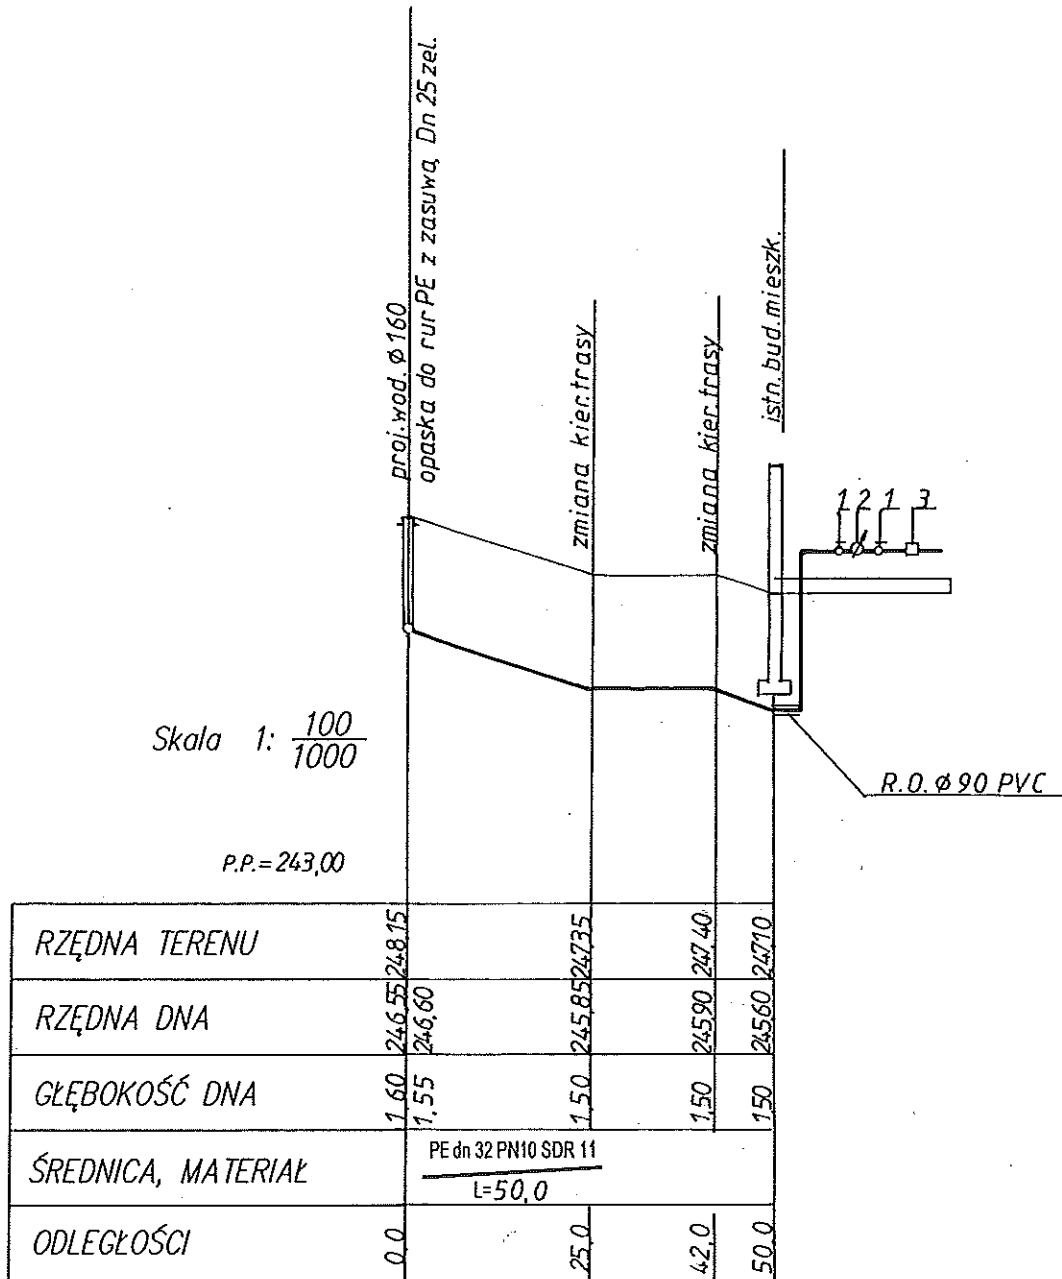 proj.wod. ⌀160
opaska do rur PE z zasuwą Dn 25 żel.
zmiana kier.trasy
zmiana kier.trasy
istn. bud. mieszk.
1 2 1 3
Skala 1: 100
1000
R.O. ⌀ 90 PVC
P.P.= 243,00
RZĘDNA TERENU 248,15 247,35 247,40 247,10
RZĘDNA DNA 246,55 246,60 245,85 245,90 245,60
GŁĘBOKOŚĆ DNA 1,60 1,55 1,50 1,50 1,50
ŚREDNICA, MATERIAŁ PE dn 32 PN10 SDR 11
L=50,0
ODLEGŁOŚCI 0,0 25,0 42,0 50,0